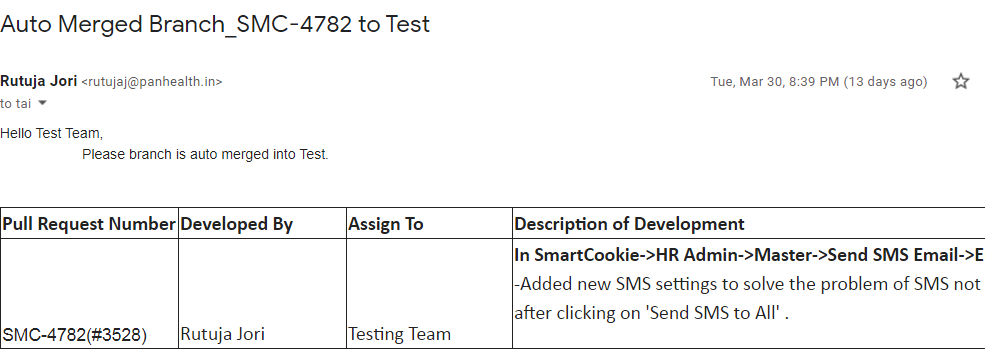 Auto Merged Branch_SMC-4782 to Test
Rutuja Jori <rutujaj@panhealth.in>
Tue, Mar 30, 8:39 PM (13 days ago)
to tai
Hello Test Team,
Please branch is auto merged into Test.
Pull Request Number Developed By Assign To Description of Development
In SmartCookie->HR Admin->Master->Send SMS Email->E
-Added new SMS settings to solve the problem of SMS not
after clicking on 'Send SMS to All' .
SMC-4782(#3528) Rutuja Jori Testing Team